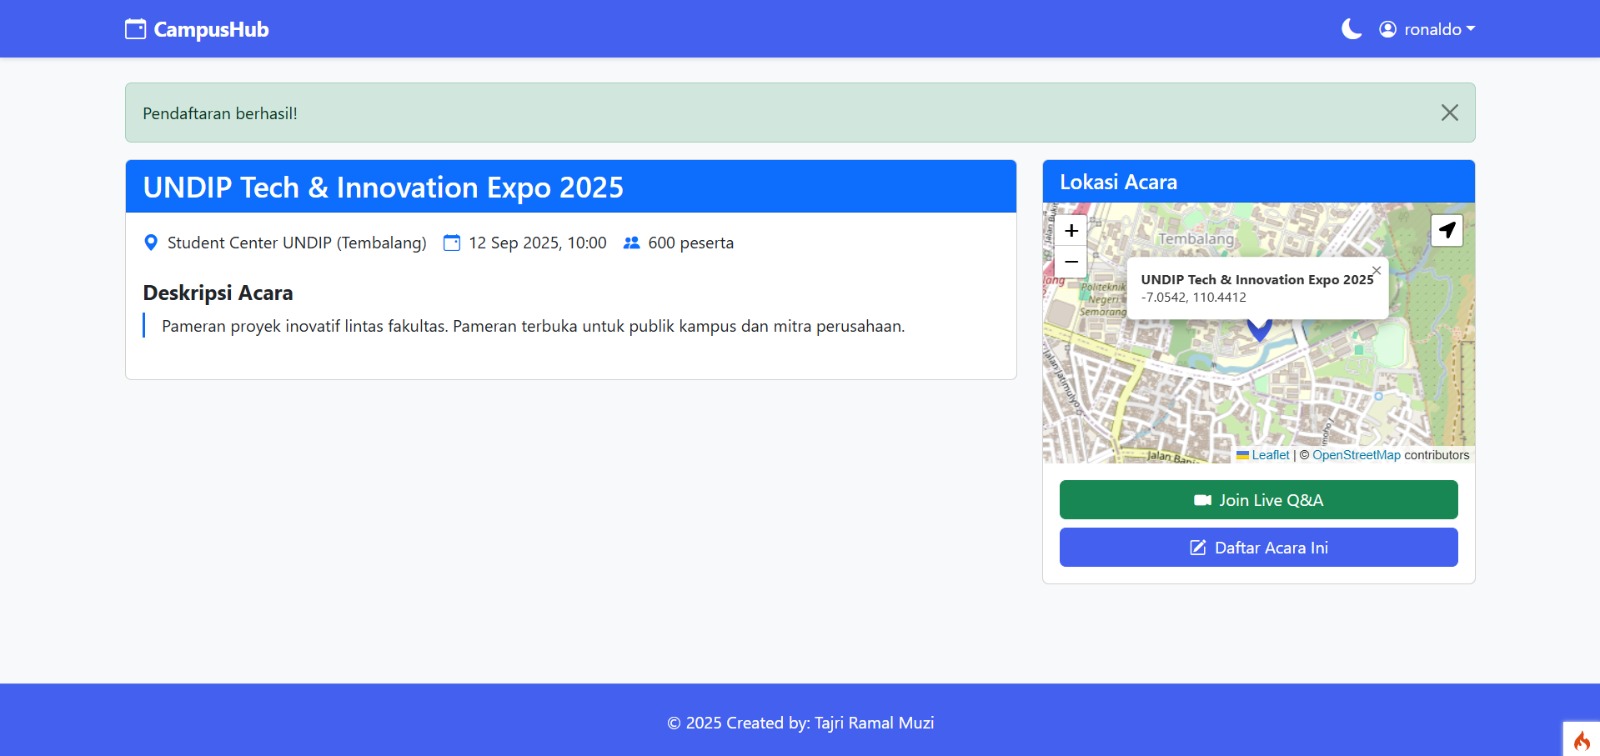 CampusHub
ronaldo
Pendaftaran berhasil!
UNDIP Tech & Innovation Expo 2025
Student Center UNDIP (Tembalang) 12 Sep 2025, 10:00 600 peserta
Deskripsi Acara
Pameran proyek inovatif lintas fakultas. Pameran terbuka untuk publik kampus dan mitra perusahaan.
Lokasi Acara
+
−
Tembalang
Politeknik
Negeri
Semarang
UNDIP Tech & Innovation Expo 2025
-7.0542, 110.4412
×
Jalan Jatimulyo
Leaflet | © OpenStreetMap contributors
Join Live Q&A
Daftar Acara Ini
© 2025 Created by: Tajri Ramal Muzi